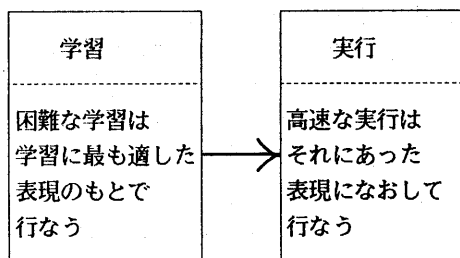 学習
困難な学習は
学習に最も適した
表現のもとで
行なう
実行
高速な実行は
それにあった
表現になおして
行なう